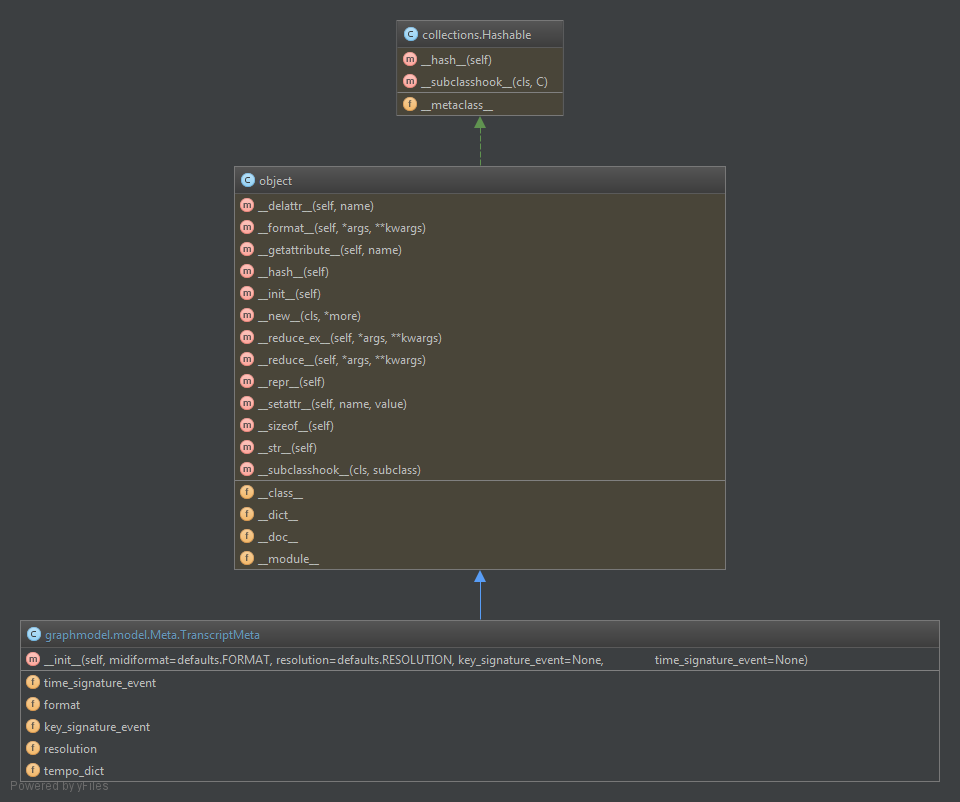 C collections.Hashable
m __hash__(self)
m __subclasshook__(cls, C)
f __metaclass__
C object
m __delattr__(self, name)
m __format__(self, *args, **kwargs)
m __getattribute__(self, name)
m __hash__(self)
m __init__(self)
m __new__(cls, *more)
m __reduce_ex__(self, *args, **kwargs)
m __reduce__(self, *args, **kwargs)
m __repr__(self)
m __setattr__(self, name, value)
m __sizeof__(self)
m __str__(self)
m __subclasshook__(cls, subclass)
f __class__
f __dict__
f __doc__
f __module__
C graphmodel.model.Meta.TranscriptMeta
m __init__(self, midiformat=defaults.FORMAT, resolution=defaults.RESOLUTION, key_signature_event=None, time_signature_event=None)
f time_signature_event
f format
f key_signature_event
f resolution
f tempo_dict
Powered by yFiles